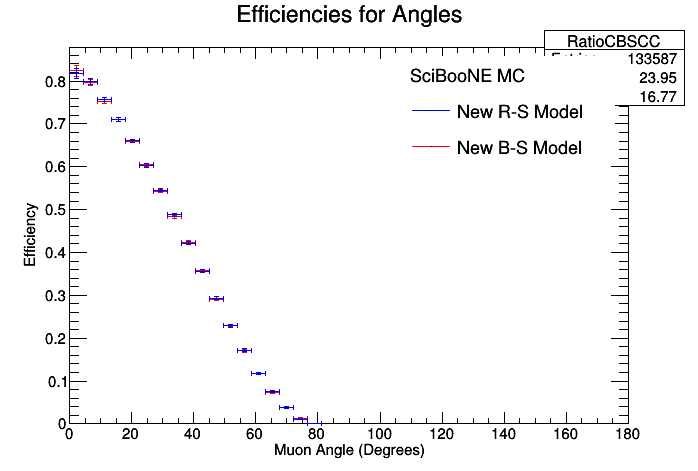 Efficiencies for Angles
RatioCBSCC
133587
23.95
16.77
SciBooNE MC
New R-S Model
New B-S Model
Efficiency
0.8
0.7
0.6
0.5
0.4
0.3
0.2
0.1
0
0 20 40 60 80 100 120 140 160 180
Muon Angle (Degrees)